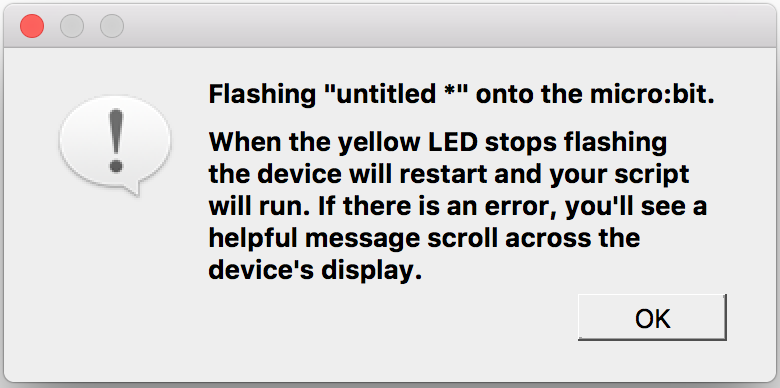 Flashing "untitled *" onto the micro:bit.
When the yellow LED stops flashing
the device will restart and your script
will run. If there is an error, you'll see a
helpful message scroll across the
device's display.
OK